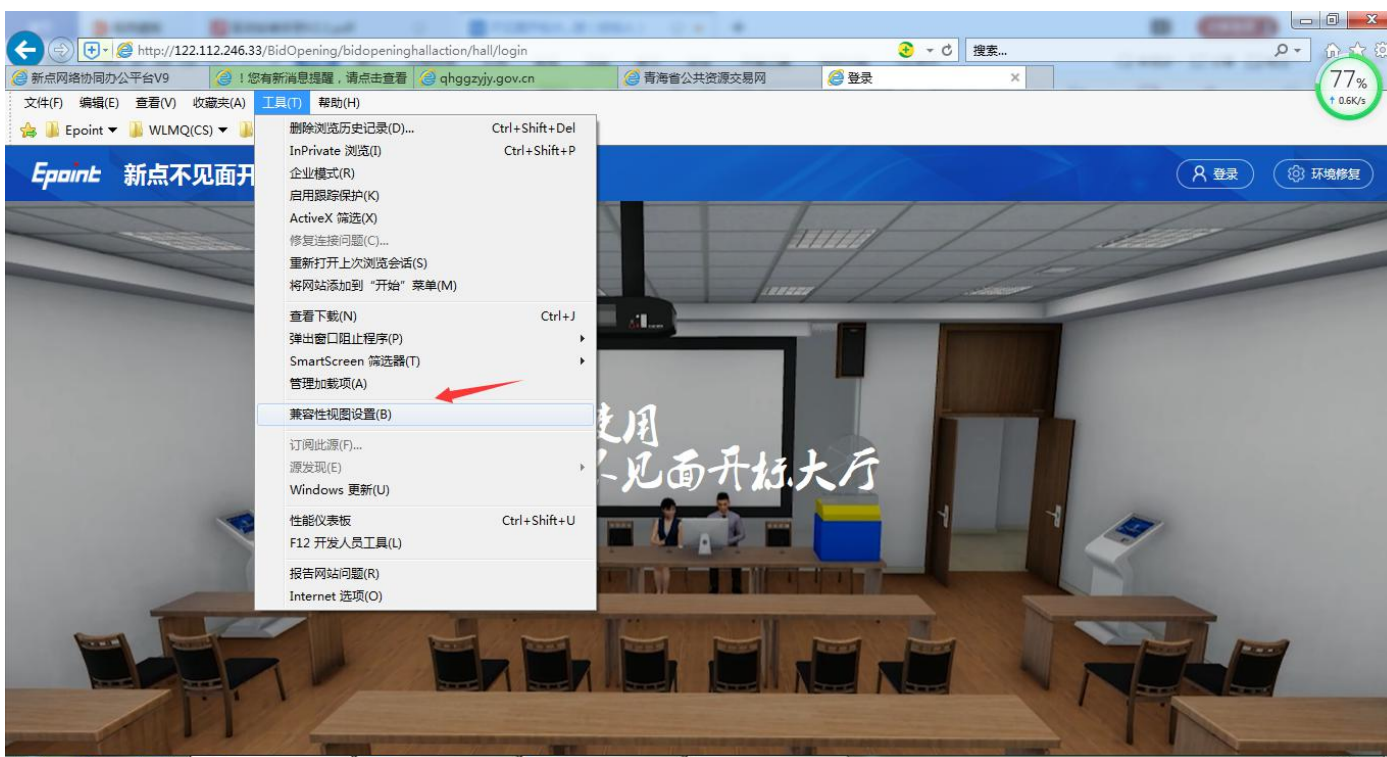 http://122.112.246.33/BidOpening/bidopeninghallaction/hall/login
搜索...
新点网络协同办公平台V9
！您有新消息提醒，请点击查看
qhggzyjy.gov.cn
青海省公共资源交易网
登录
77%
↑ 0.6K/s
文件(F) 编辑(E) 查看(V) 收藏夹(A) 工具(T) 帮助(H)
Epoint WLMQ(CS)
Epoint 新点不见面开
登录 环境修复
删除浏览历史记录(D)... Ctrl+Shift+Del
InPrivate 浏览(I) Ctrl+Shift+P
企业模式(R)
启用跟踪保护(K)
ActiveX 筛选(X)
修复连接问题(C)...
重新打开上次浏览会话(S)
将网站添加到“开始”菜单(M)
查看下载(N) Ctrl+J
弹出窗口阻止程序(P)
SmartScreen 筛选器(T)
管理加载项(A)
兼容性视图设置(B)
订阅此源(F)...
源发现(E)
Windows 更新(U)
性能仪表板 Ctrl+Shift+U
F12 开发人员工具(L)
报告网站问题(R)
Internet 选项(O)
使用
不见面开标大厅